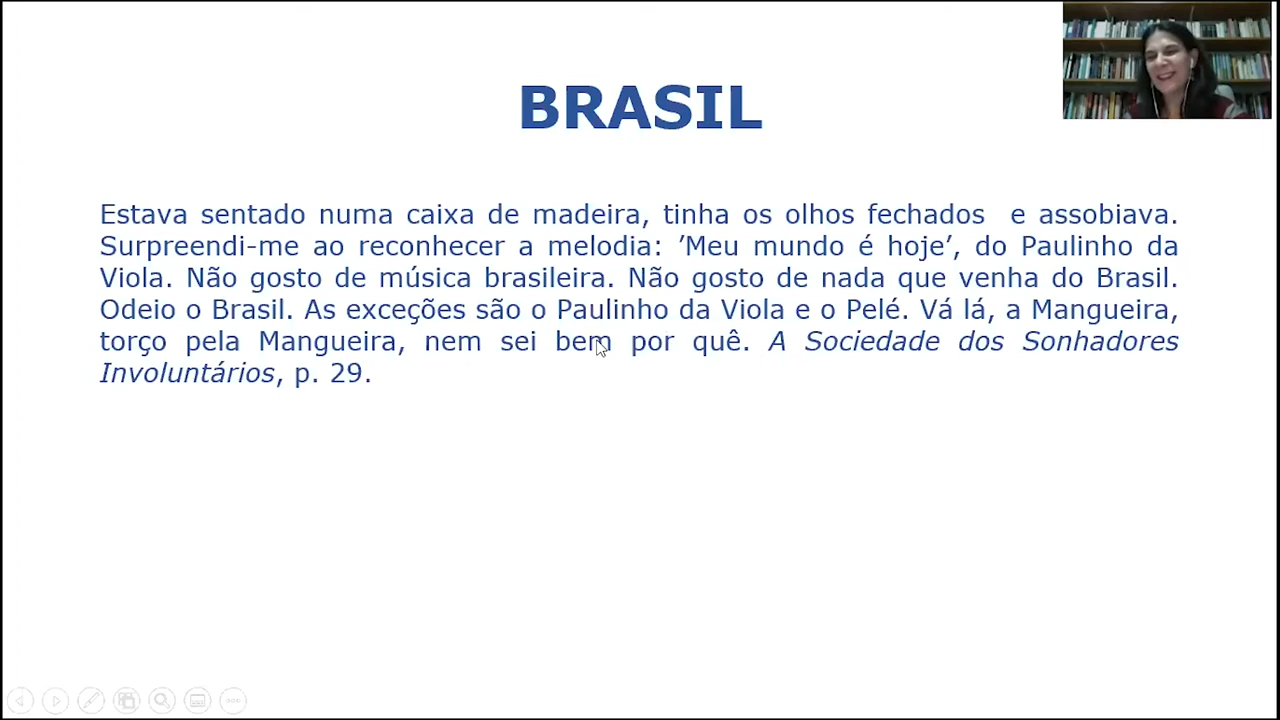 BRASIL
Estava sentado numa caixa de madeira, tinha os olhos fechados e assobiava.
Surpreendi-me ao reconhecer a melodia: ’Meu mundo é hoje’, do Paulinho da
Viola. Não gosto de música brasileira. Não gosto de nada que venha do Brasil.
Odeio o Brasil. As exceções são o Paulinho da Viola e o Pelé. Vá lá, a Mangueira,
torço pela Mangueira, nem sei bem por quê. A Sociedade dos Sonhadores
Involuntários, p. 29.